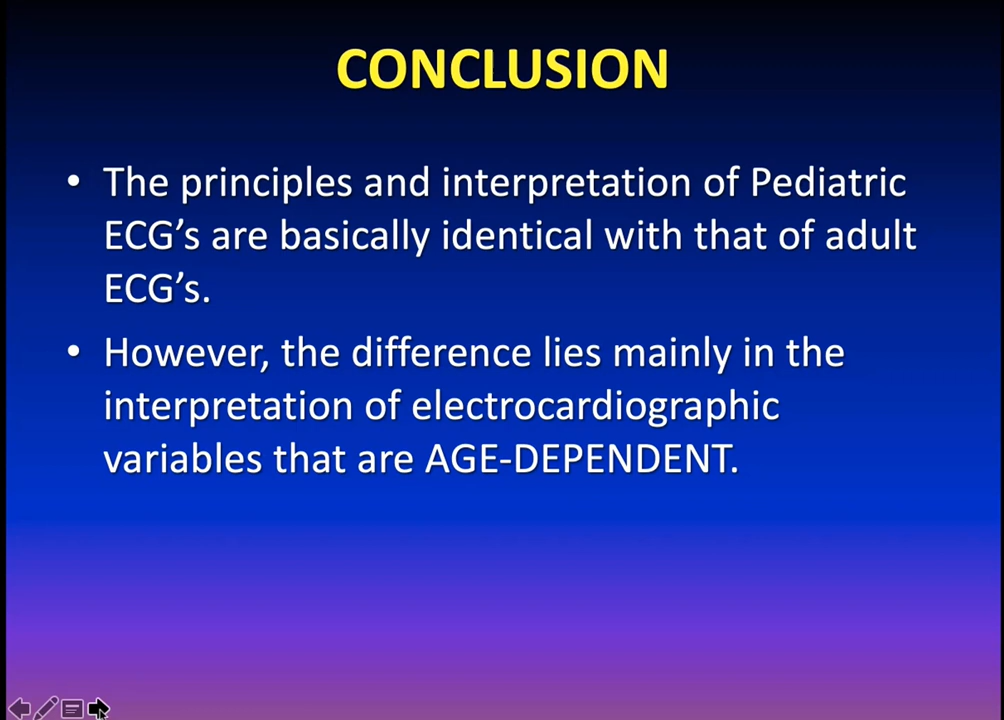 CONCLUSION
• The principles and interpretation of Pediatric
ECG’s are basically identical with that of adult
ECG’s.
• However, the difference lies mainly in the
interpretation of electrocardiographic
variables that are AGE-DEPENDENT.